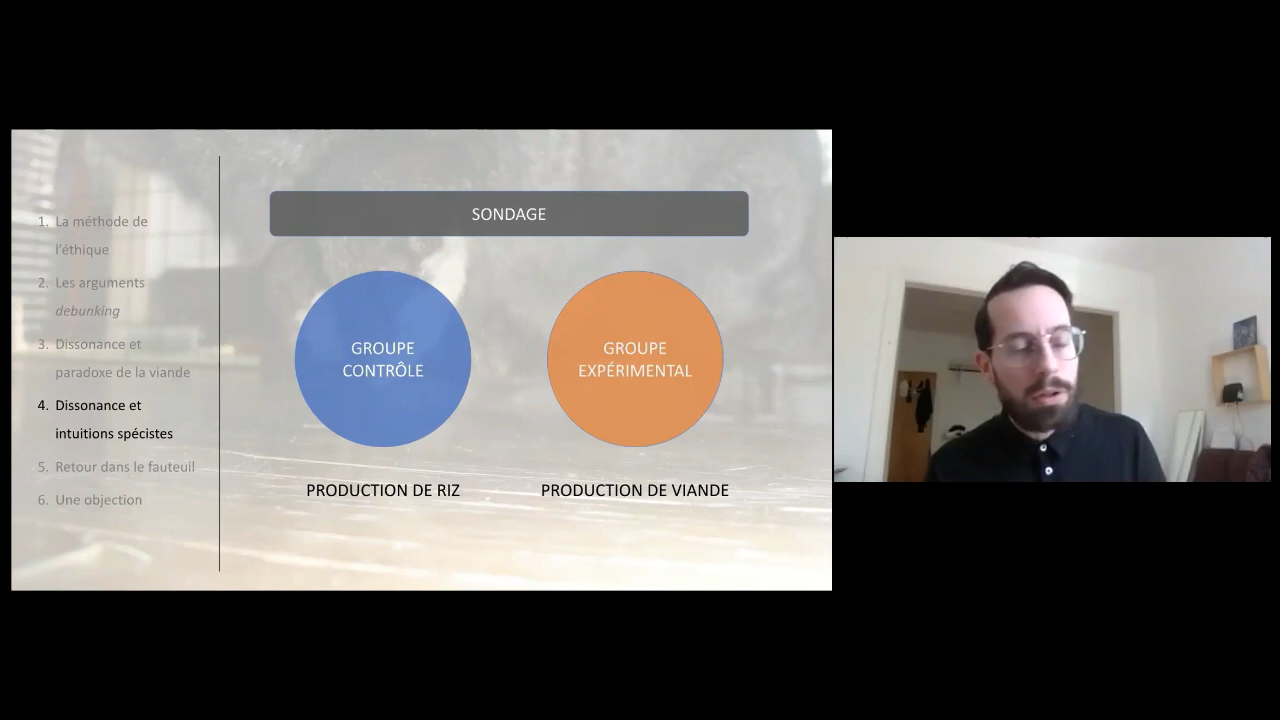 1. La méthode de
l'éthique
2. Les arguments
debunking
3. Dissonance et
paradoxe de la viande
4. Dissonance et
intuitions spécistes
5. Retour dans le fauteuil
6. Une objection
SONDAGE
GROUPE
CONTRÔLE
GROUPE
EXPÉRIMENTAL
PRODUCTION DE RIZ
PRODUCTION DE VIANDE